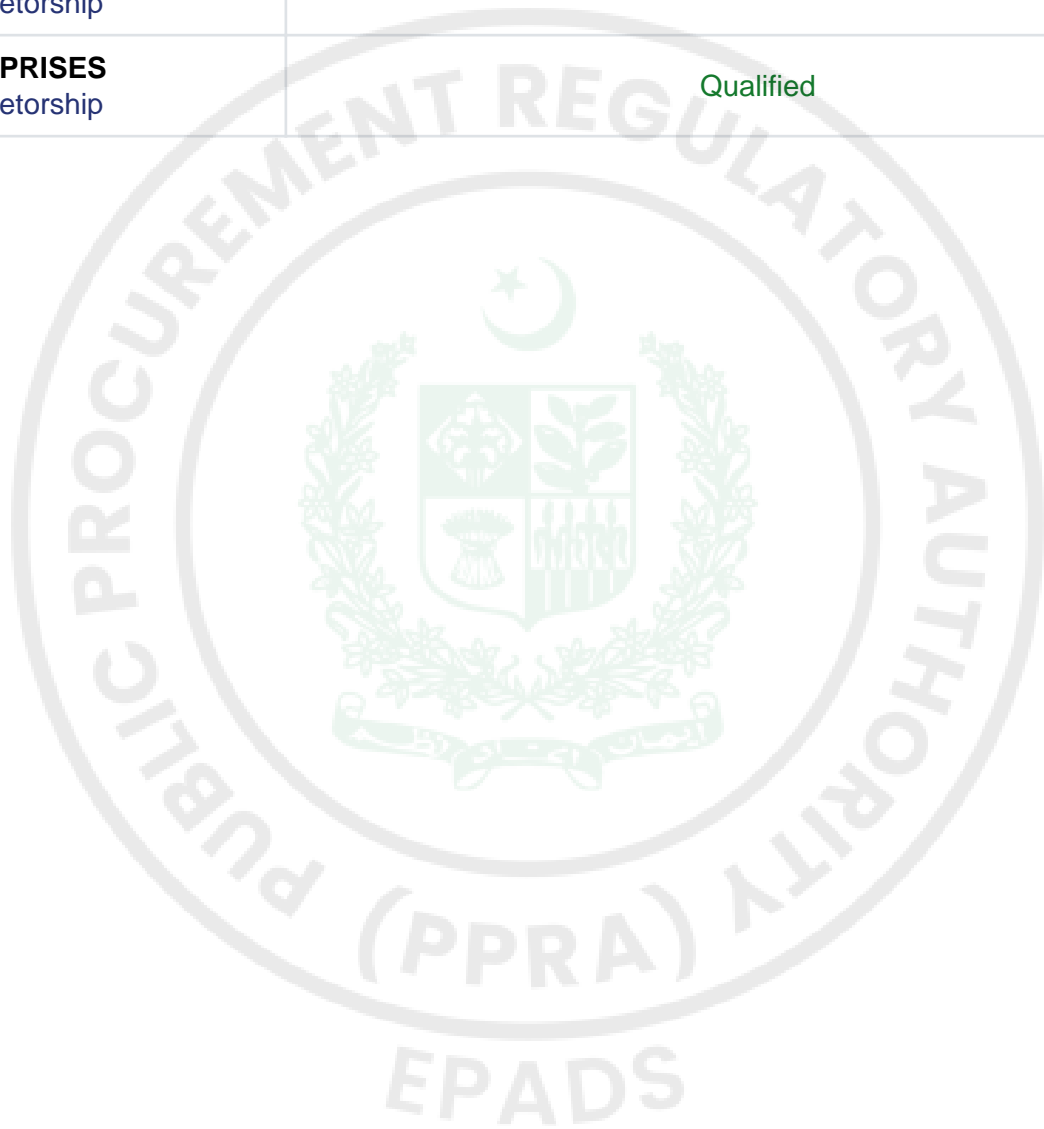 etorship
PRISES
etorship
Qualified
PUBLIC PROCUREMENT REGULATORY AUTHORITY
(PPRA)
EPADS